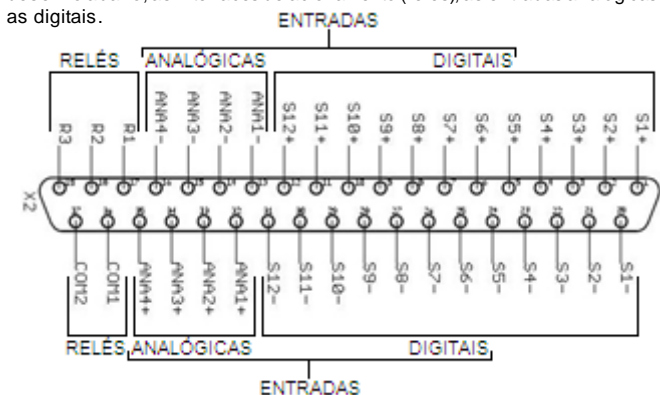 as digitais.
ENTRADAS
RELÉS ANALÓGICAS DIGITAIS
R3 R2 R1 ANA4- ANA3- ANA2- ANA1- S12+ S11+ S10+ S9+ S8+ S7+ S6+ S5+ S4+ S3+ S2+ S1+
X2
COM2 COM1 ANA4+ ANA3+ ANA2+ ANA1+ S12- S11- S10- S9- S8- S7- S6- S5- S4- S3- S2- S1-
RELÉS ANALÓGICAS DIGITAIS
ENTRADAS